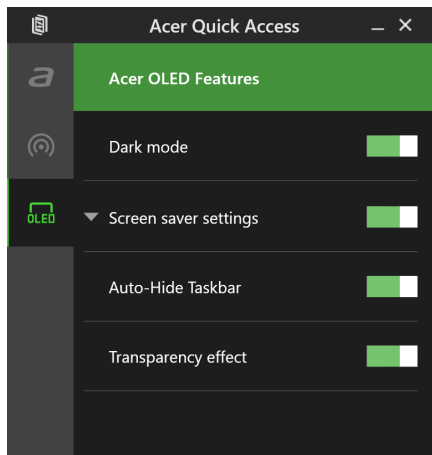 Acer Quick Access
a
Acer OLED Features
Dark mode
OLED
Screen saver settings
Auto-Hide Taskbar
Transparency effect